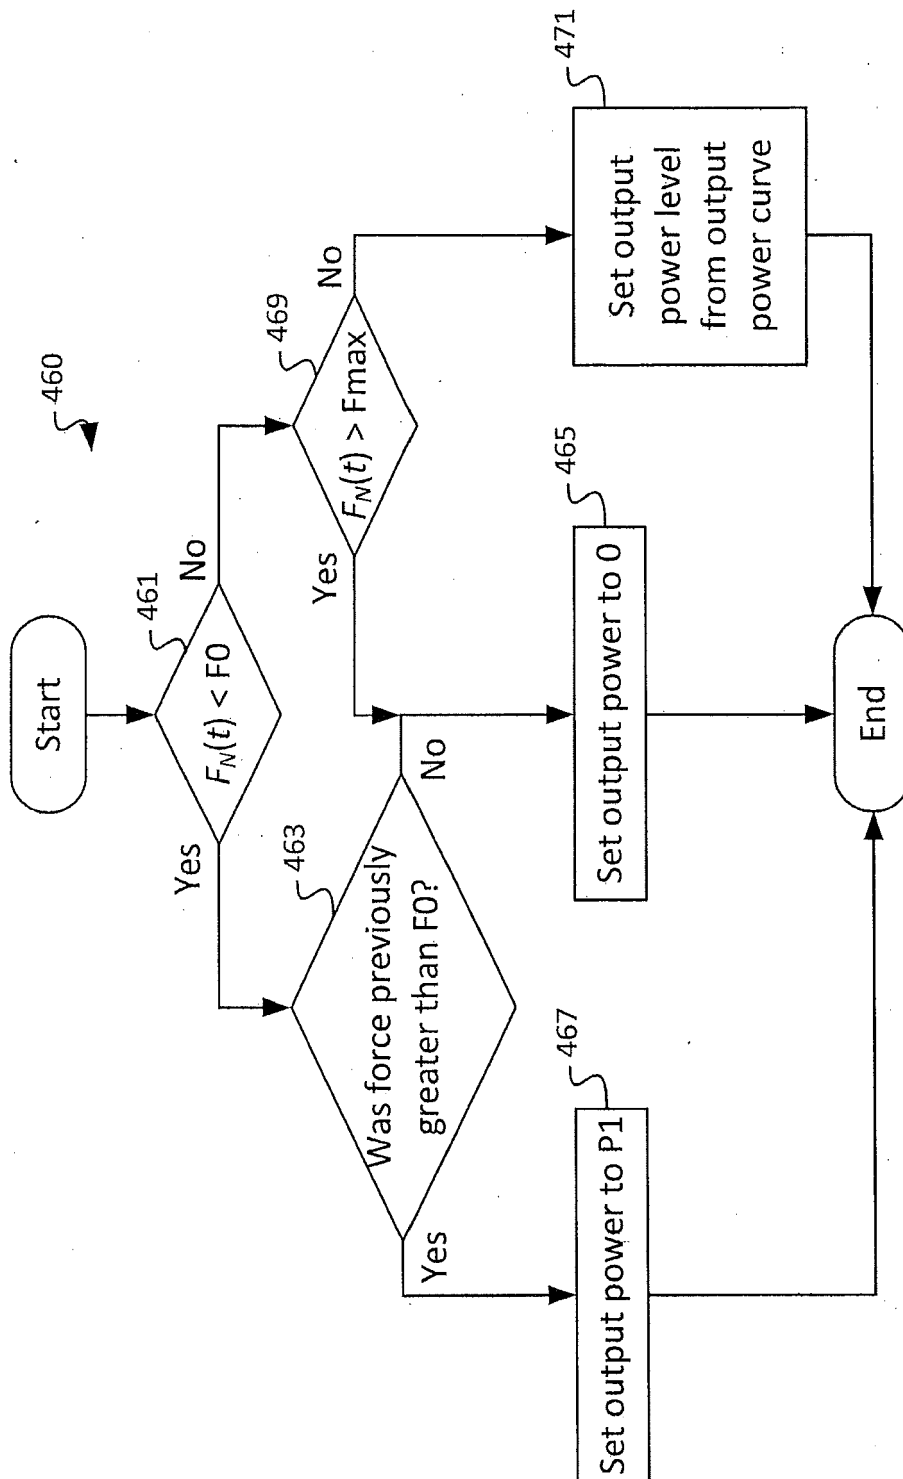 460
Start
461
F_N(t) < F0
Yes
No
463
Was force previously
greater than F0?
Yes
No
469
F_N(t) > Fmax
Yes
No
467
Set output power to P1
465
Set output power to 0
471
Set output
power level
from output
power curve
End